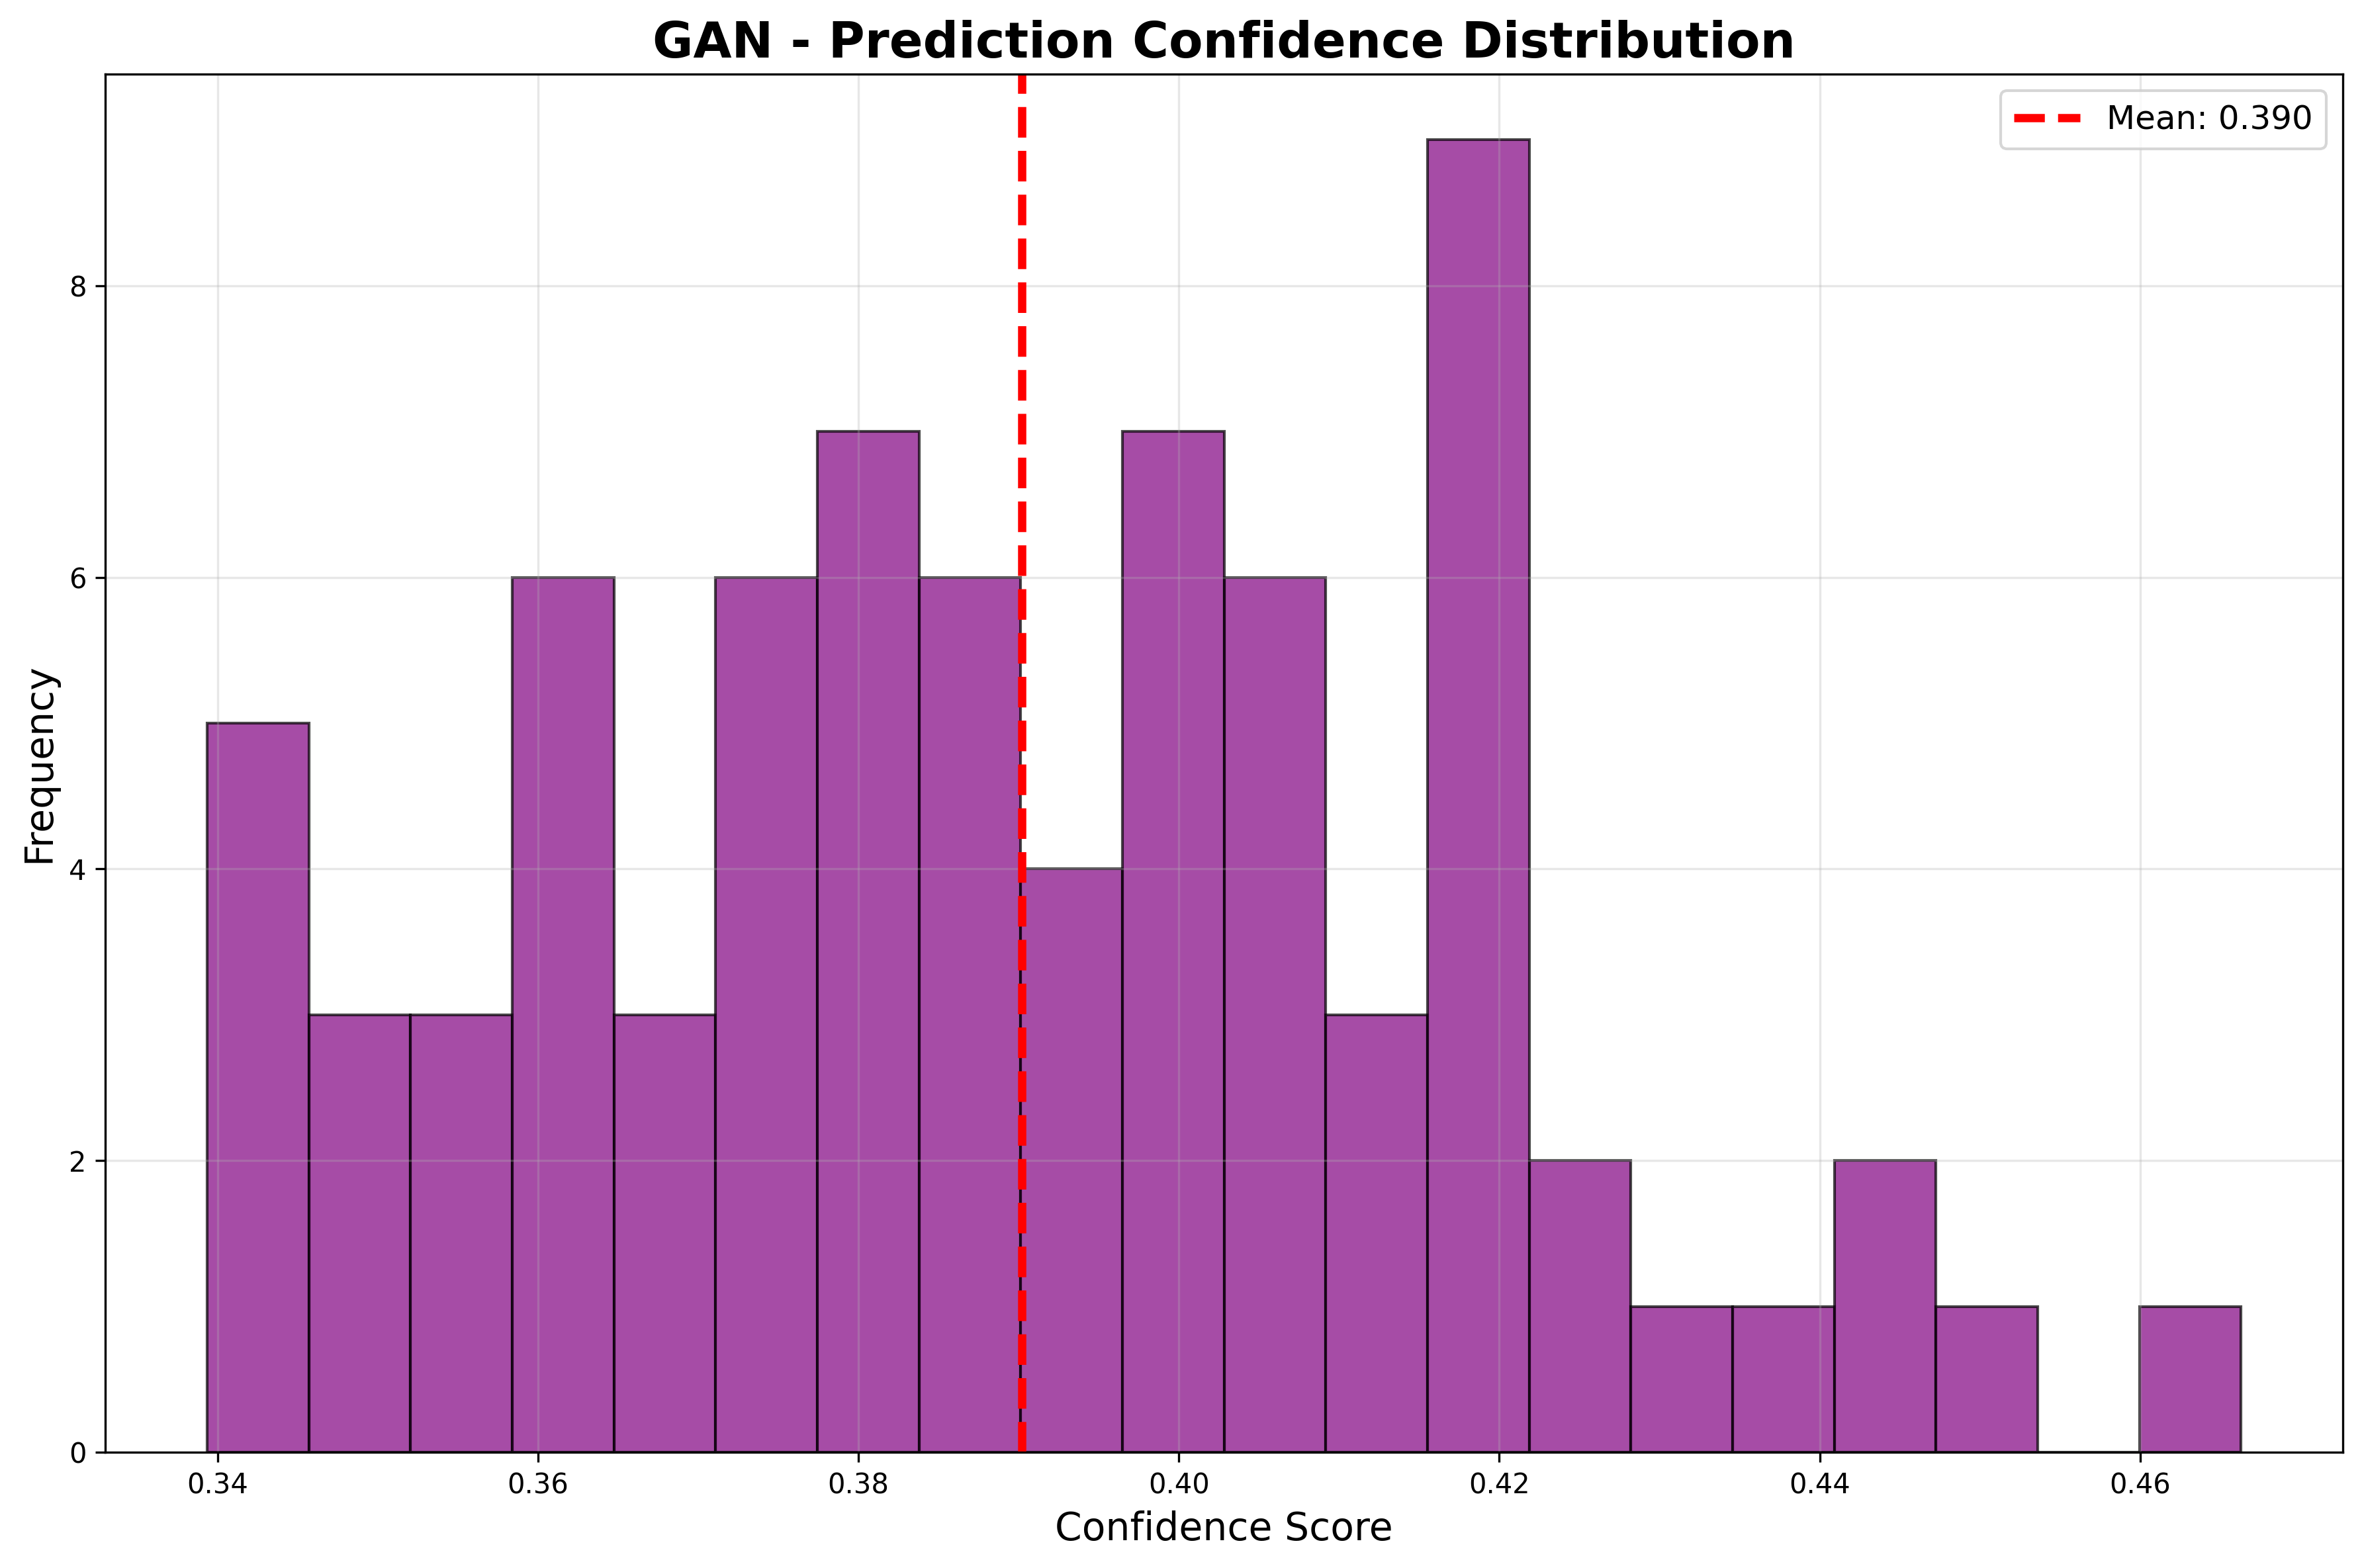 GAN - Prediction Confidence Distribution
Mean: 0.390
Frequency
8
6
4
2
0
0.34 0.36 0.38 0.40 0.42 0.44 0.46
Confidence Score